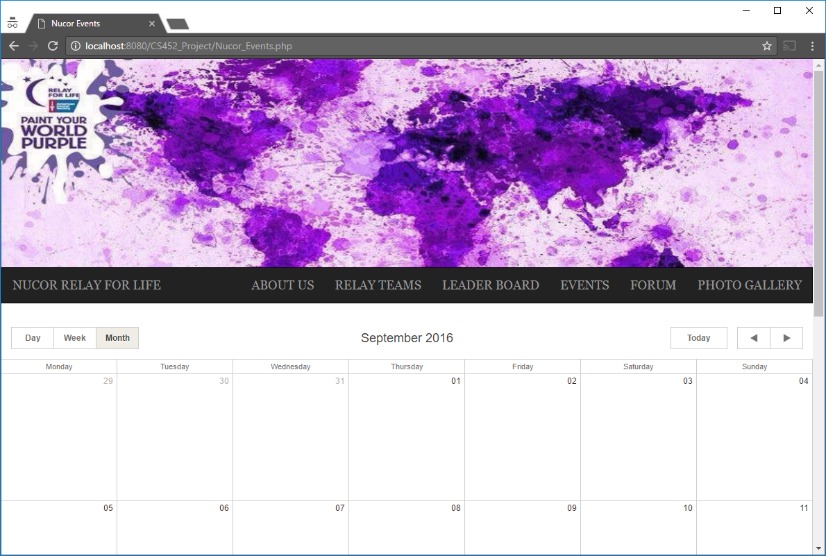 Nucor Events
localhost:8080/CS452_Project/Nucor_Events.php
RELAY
FOR LIFE
PAINT YOUR
WORLD
PURPLE
NUCOR RELAY FOR LIFE ABOUT US RELAY TEAMS LEADER BOARD EVENTS FORUM PHOTO GALLERY
Day Week Month September 2016 Today
Monday Tuesday Wednesday Thursday Friday Saturday Sunday
29 30 31 01 02 03 04
05 06 07 08 09 10 11